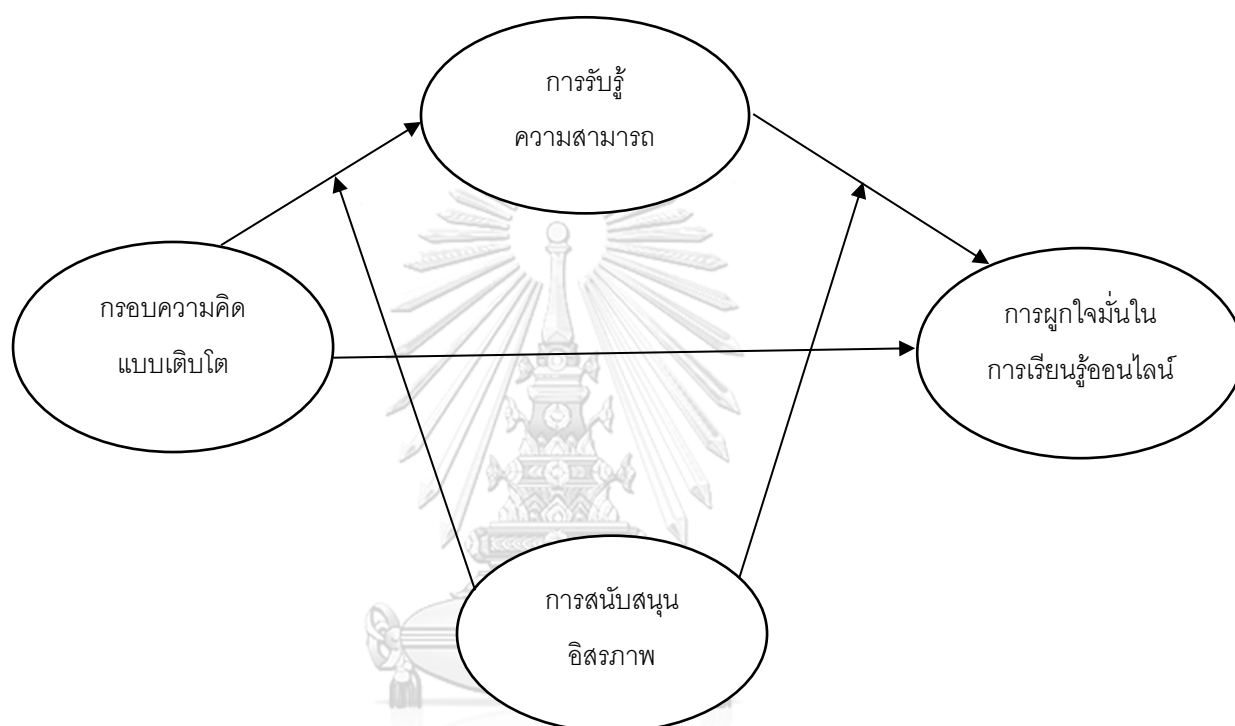 การรับรู้
ความสามารถ
กรอบความคิด
แบบเติบโต
การผูกใจมั่นใน
การเรียนรู้ออนไลน์
การสนับสนุน
อิสรภาพ